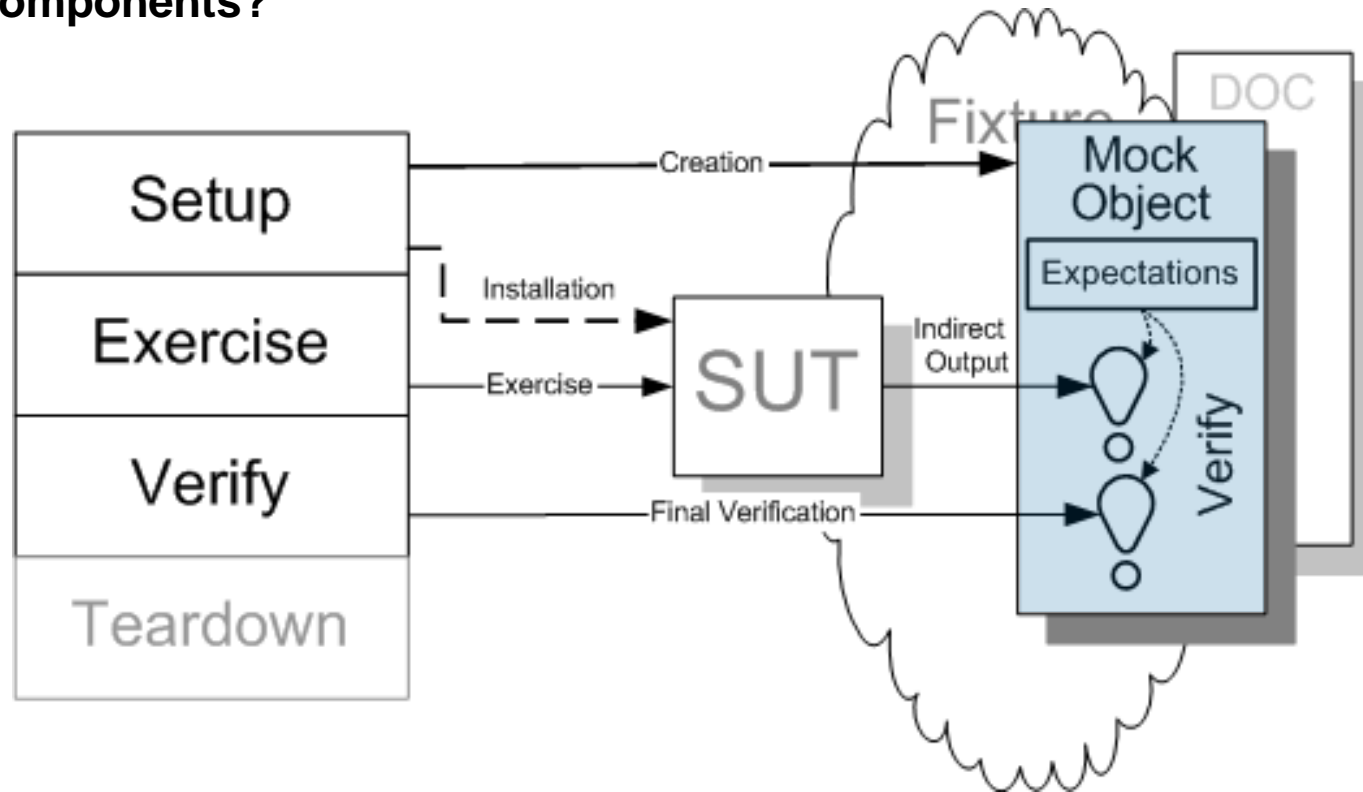 omponents?
DOC
Fixture
Mock
Object
Setup
Creation
Expectations
Installation
Indirect
Output
Exercise
Exercise
SUT
Verify
Verify
Final Verification
Teardown